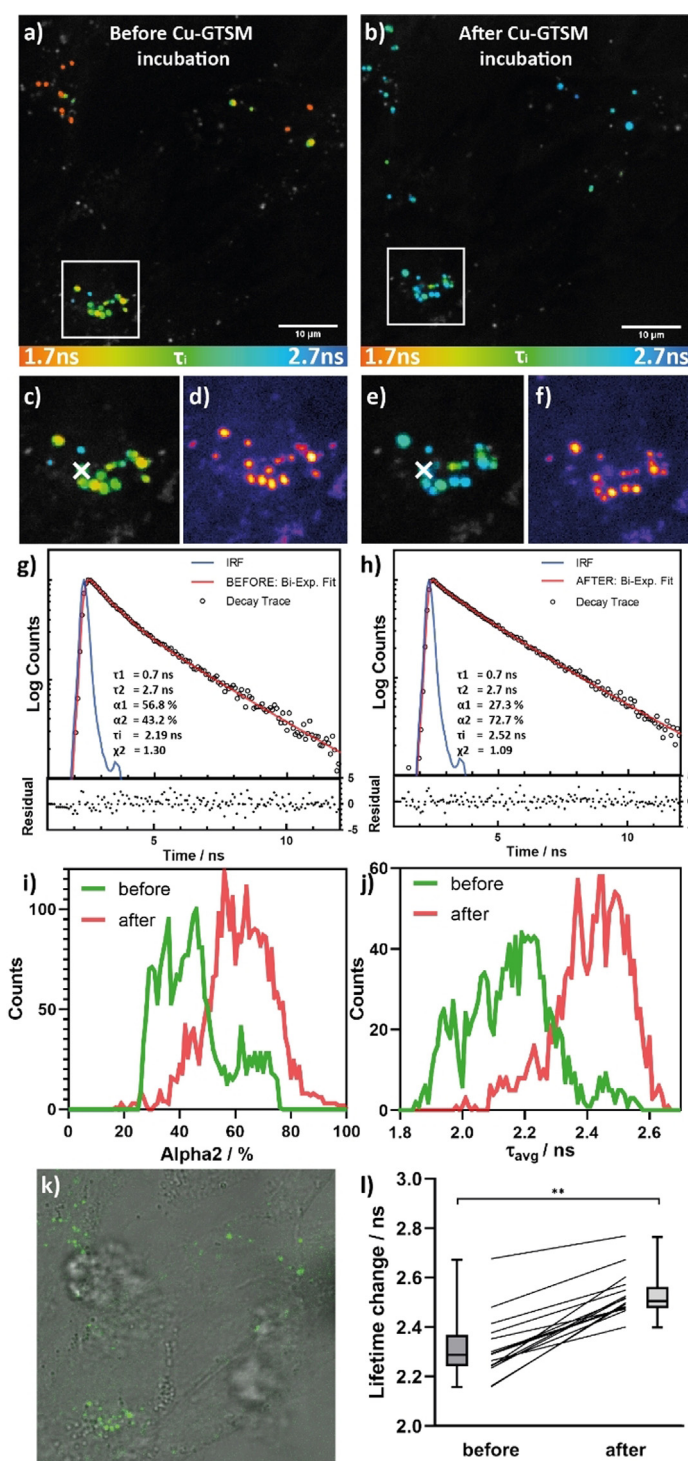 a) Before Cu-GTSM
incubation
b) After Cu-GTSM
incubation
10 µm
10 µm
1.7ns τi 2.7ns
1.7ns τi 2.7ns
c) d) e) f)
g)
IRF
BEFORE: Bi-Exp. Fit
Decay Trace
Log Counts
τ1 = 0.7 ns
τ2 = 2.7 ns
α1 = 56.8 %
α2 = 43.2 %
τi = 2.19 ns
χ2 = 1.30
Residual
5
0
-5
5 10
Time / ns
h)
IRF
AFTER: Bi-Exp. Fit
Decay Trace
Log Counts
τ1 = 0.7 ns
τ2 = 2.7 ns
α1 = 27.3 %
α2 = 72.7 %
τi = 2.52 ns
χ2 = 1.09
Residual
5 10
Time / ns
i)
before
after
Counts
100
50
0
0 20 40 60 80 100
Alpha2 / %
j)
before
after
Counts
60
40
20
0
1.8 2.0 2.2 2.4 2.6
τavg / ns
k)
l)
**
Lifetime change / ns
3.0
2.8
2.6
2.4
2.2
2.0
before after